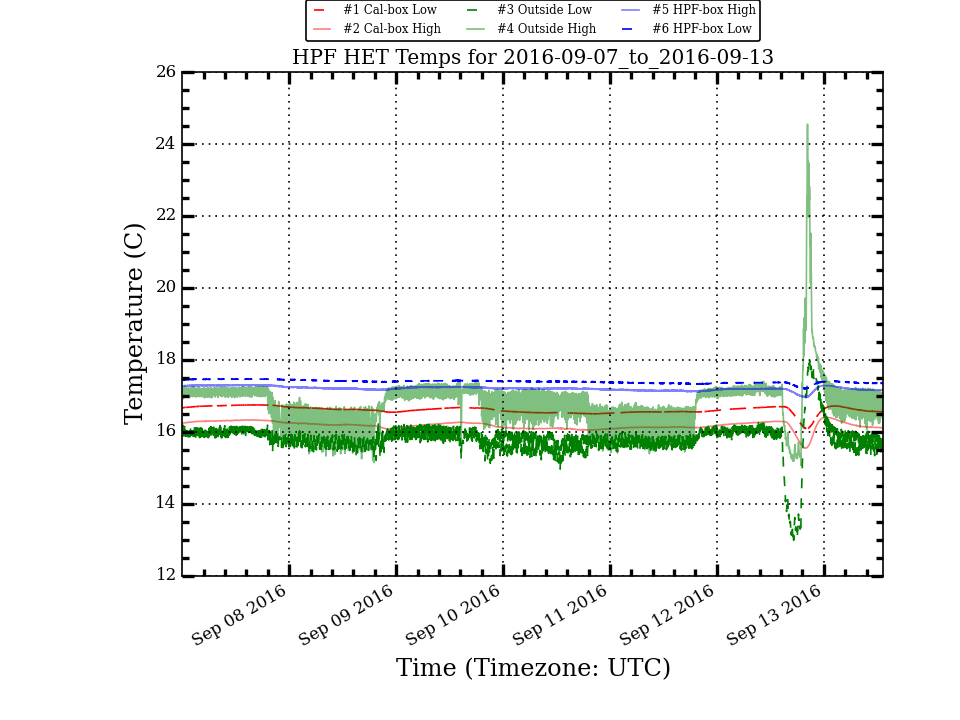 #1 Cal-box Low #3 Outside Low #5 HPF-box High
#2 Cal-box High #4 Outside High #6 HPF-box Low
HPF HET Temps for 2016-09-07_to_2016-09-13
26
24
22
20
18
16
14
12
Temperature (C)
Sep 08 2016 Sep 09 2016 Sep 10 2016 Sep 11 2016 Sep 12 2016 Sep 13 2016
Time (Timezone: UTC)